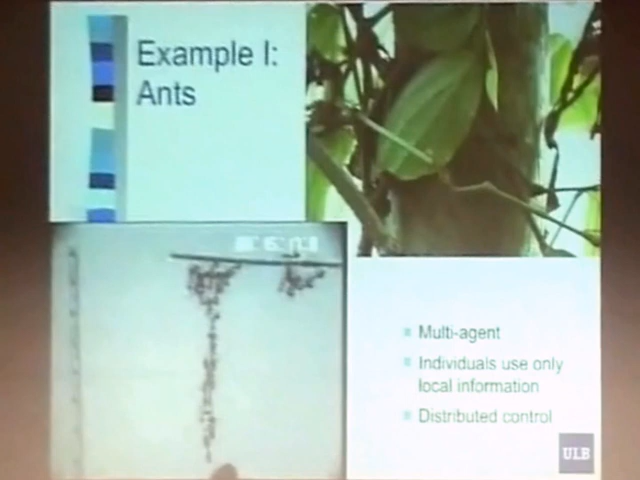 Example I:
Ants
Multi-agent
Individuals use only
local information
Distributed control
ULB